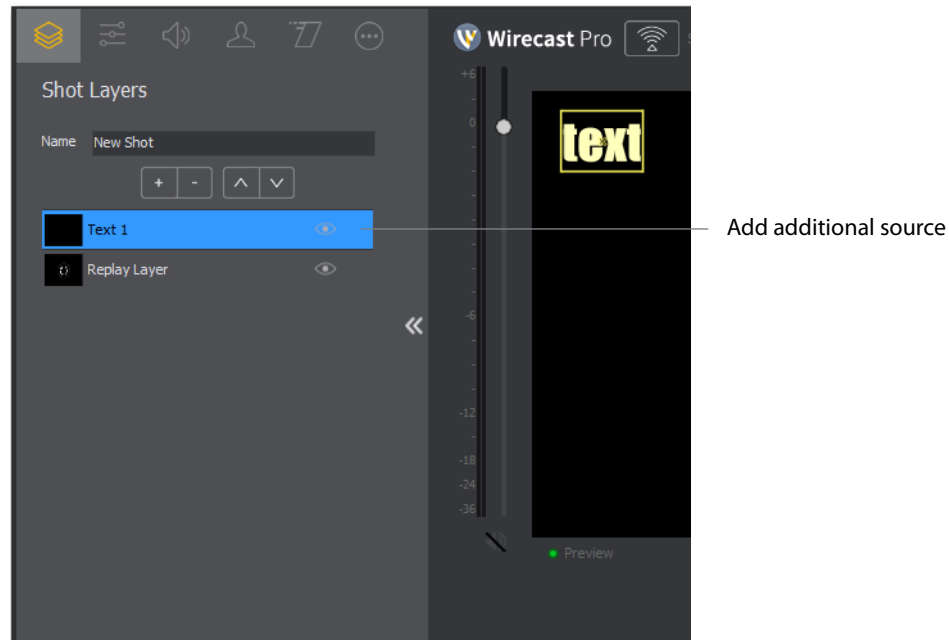 Wirecast Pro
Shot Layers
Name New Shot
+ - 
Text 1
Replay Layer
+6
-
0
-
-
-
-
-
-6
-
-
-12
-
-18
-24
-36
text
Preview
Add additional source